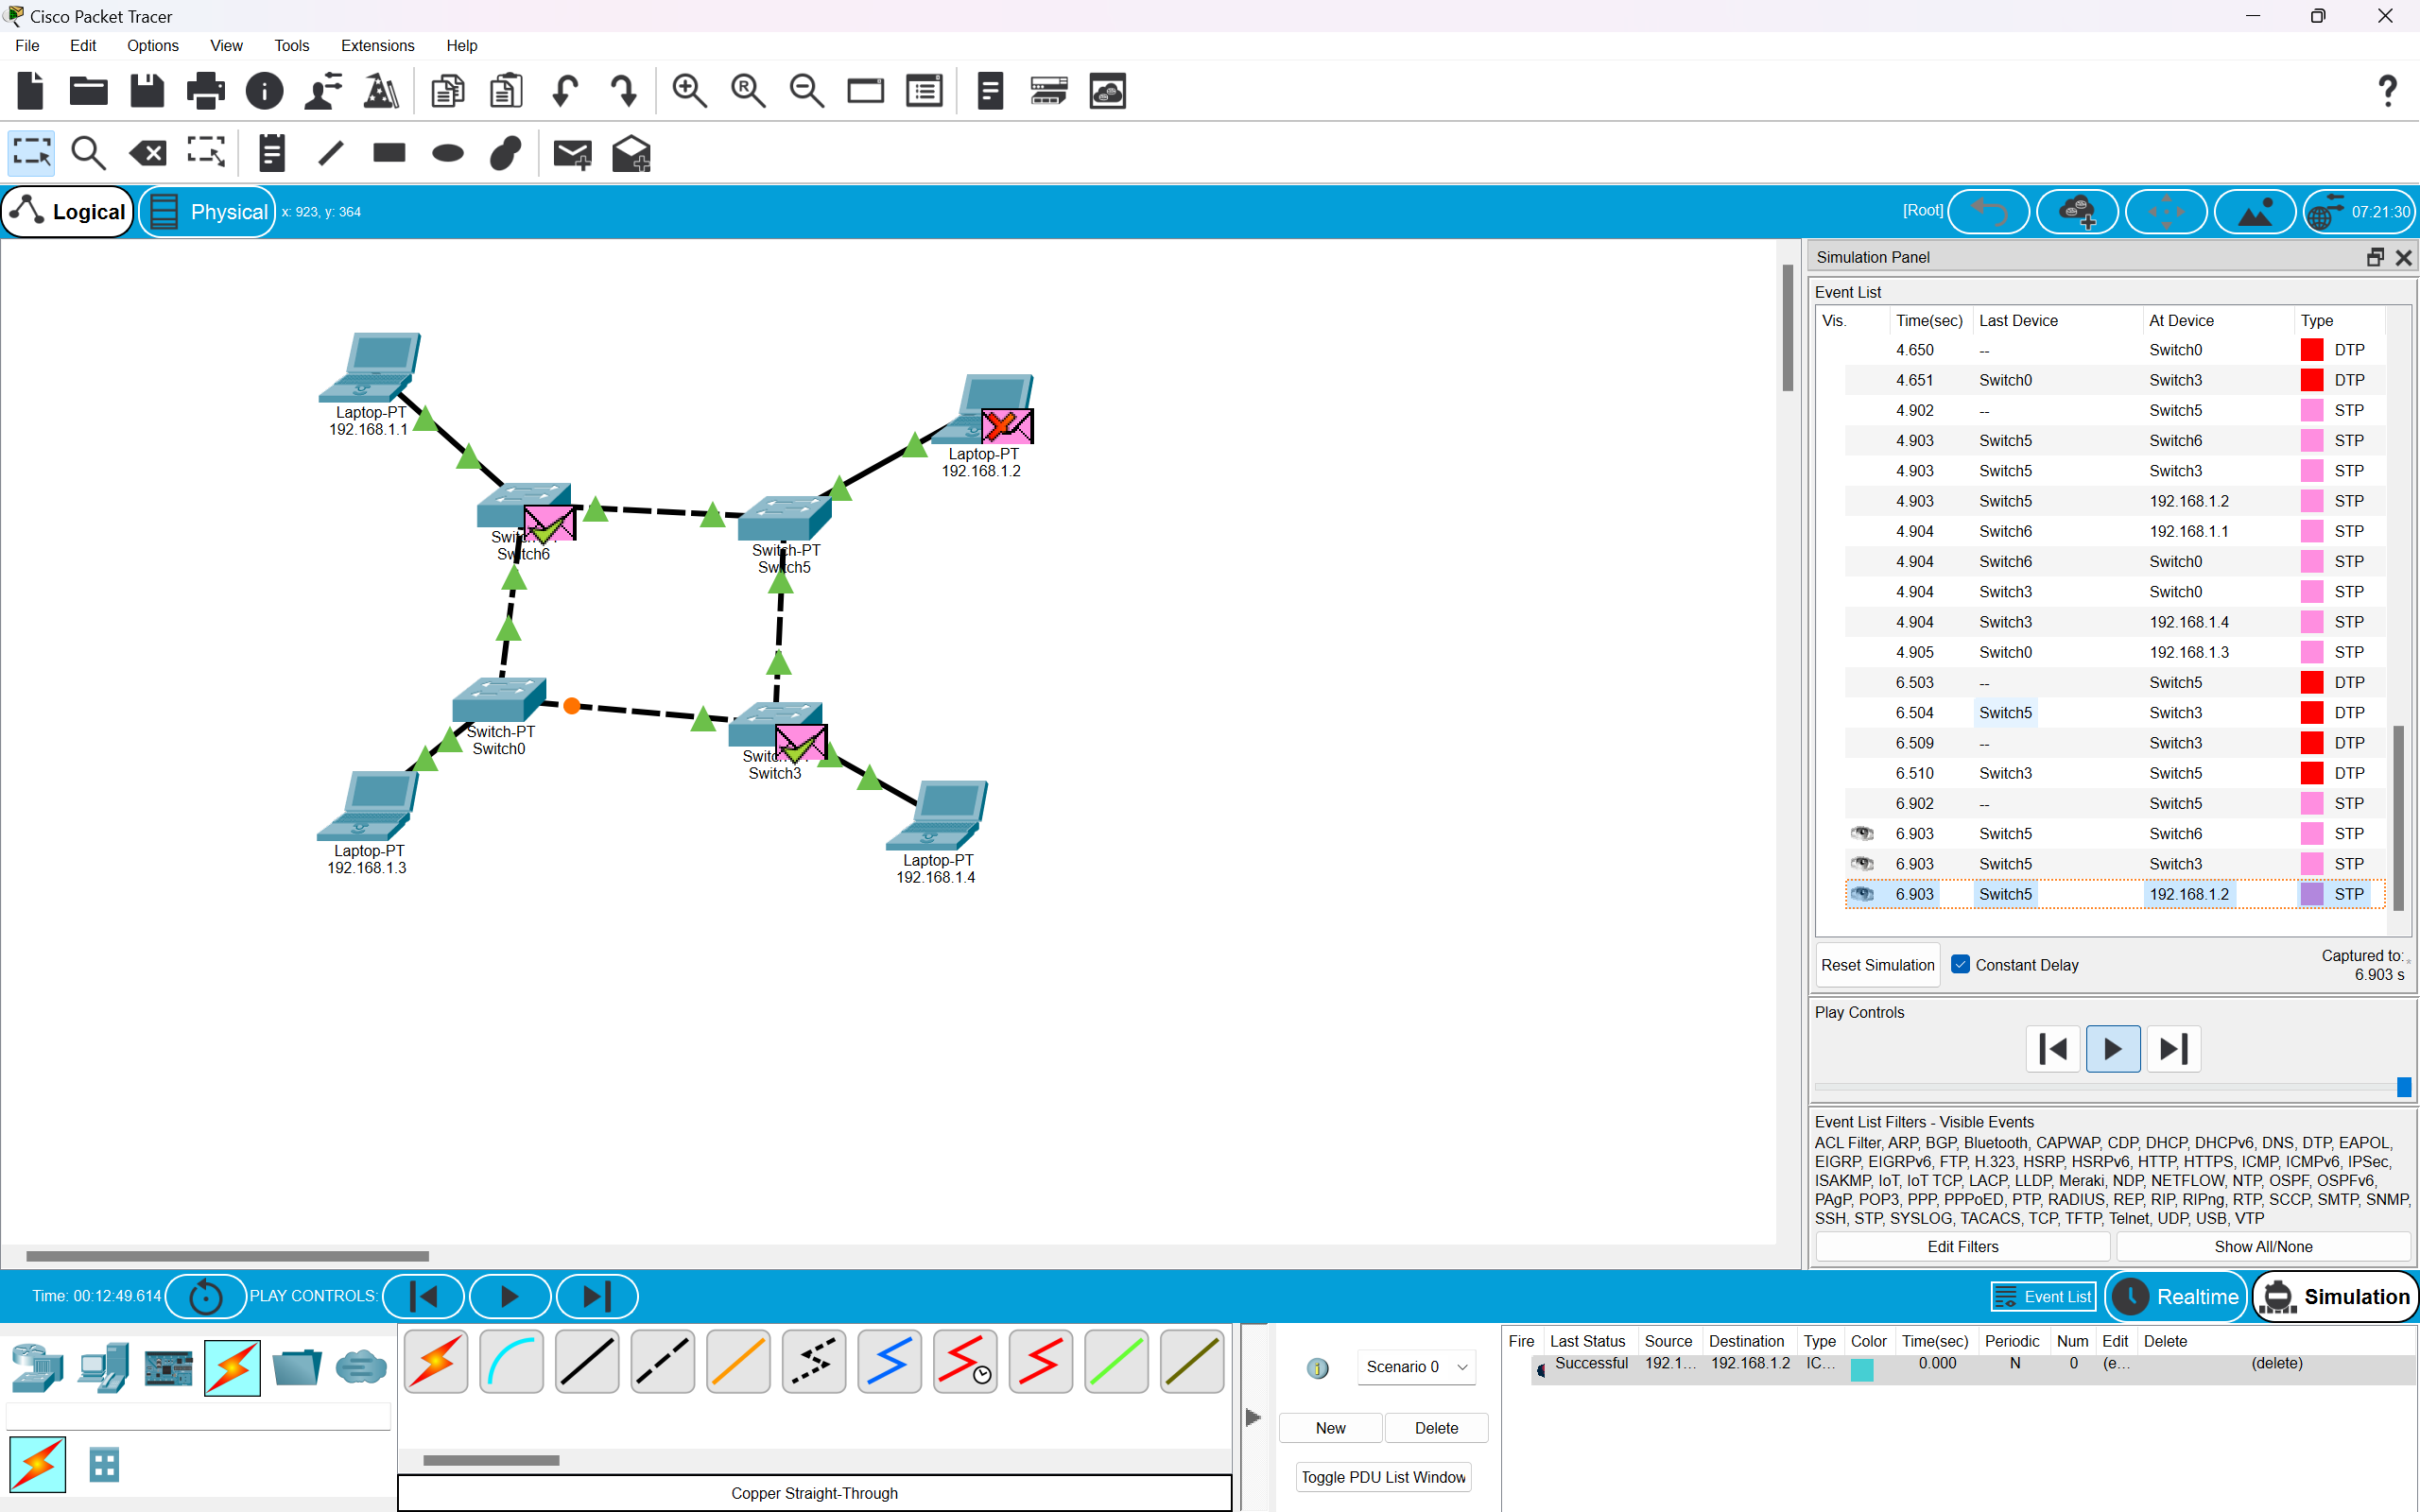 Cisco Packet Tracer
File Edit Options View Tools Extensions Help
Logical Physical x: 923, y: 364 [Root] 07:21:30
Laptop-PT
192.168.1.1
Laptop-PT
192.168.1.2
Switch6
Switch-PT
Switch5
Switch-PT
Switch0
Switch3
Laptop-PT
192.168.1.3
Laptop-PT
192.168.1.4
Simulation Panel
Event List
Vis. Time(sec) Last Device At Device Type
4.650 -- Switch0 DTP
4.651 Switch0 Switch3 DTP
4.902 -- Switch5 STP
4.903 Switch5 Switch6 STP
4.903 Switch5 Switch3 STP
4.903 Switch5 192.168.1.2 STP
4.904 Switch6 192.168.1.1 STP
4.904 Switch6 Switch0 STP
4.904 Switch3 Switch0 STP
4.904 Switch3 192.168.1.4 STP
4.905 Switch0 192.168.1.3 STP
6.503 -- Switch5 DTP
6.504 Switch5 Switch3 DTP
6.509 -- Switch3 DTP
6.510 Switch3 Switch5 DTP
6.902 -- Switch5 STP
6.903 Switch5 Switch6 STP
6.903 Switch5 Switch3 STP
6.903 Switch5 192.168.1.2 STP
Reset Simulation Constant Delay Captured to:
6.903 s
Play Controls
Event List Filters - Visible Events
ACL Filter, ARP, BGP, Bluetooth, CAPWAP, CDP, DHCP, DHCPv6, DNS, DTP, EAPOL,
EIGRP, EIGRPv6, FTP, H.323, HSRP, HSRPv6, HTTP, HTTPS, ICMP, ICMPv6, IPSec,
ISAKMP, IoT, IoT TCP, LACP, LLDP, Meraki, NDP, NETFLOW, NTP, OSPF, OSPFv6,
PAgP, POP3, PPP, PPPoED, PTP, RADIUS, REP, RIP, RIPng, RTP, SCCP, SMTP, SNMP,
SSH, STP, SYSLOG, TACACS, TCP, TFTP, Telnet, UDP, USB, VTP
Edit Filters Show All/None
Time: 00:12:49.614 PLAY CONTROLS: Event List Realtime Simulation
Copper Straight-Through
Scenario 0
New Delete
Toggle PDU List Window
Fire Last Status Source Destination Type Color Time(sec) Periodic Num Edit Delete
Successful 192.1... 192.168.1.2 IC... 0.000 N 0 (e... (delete)